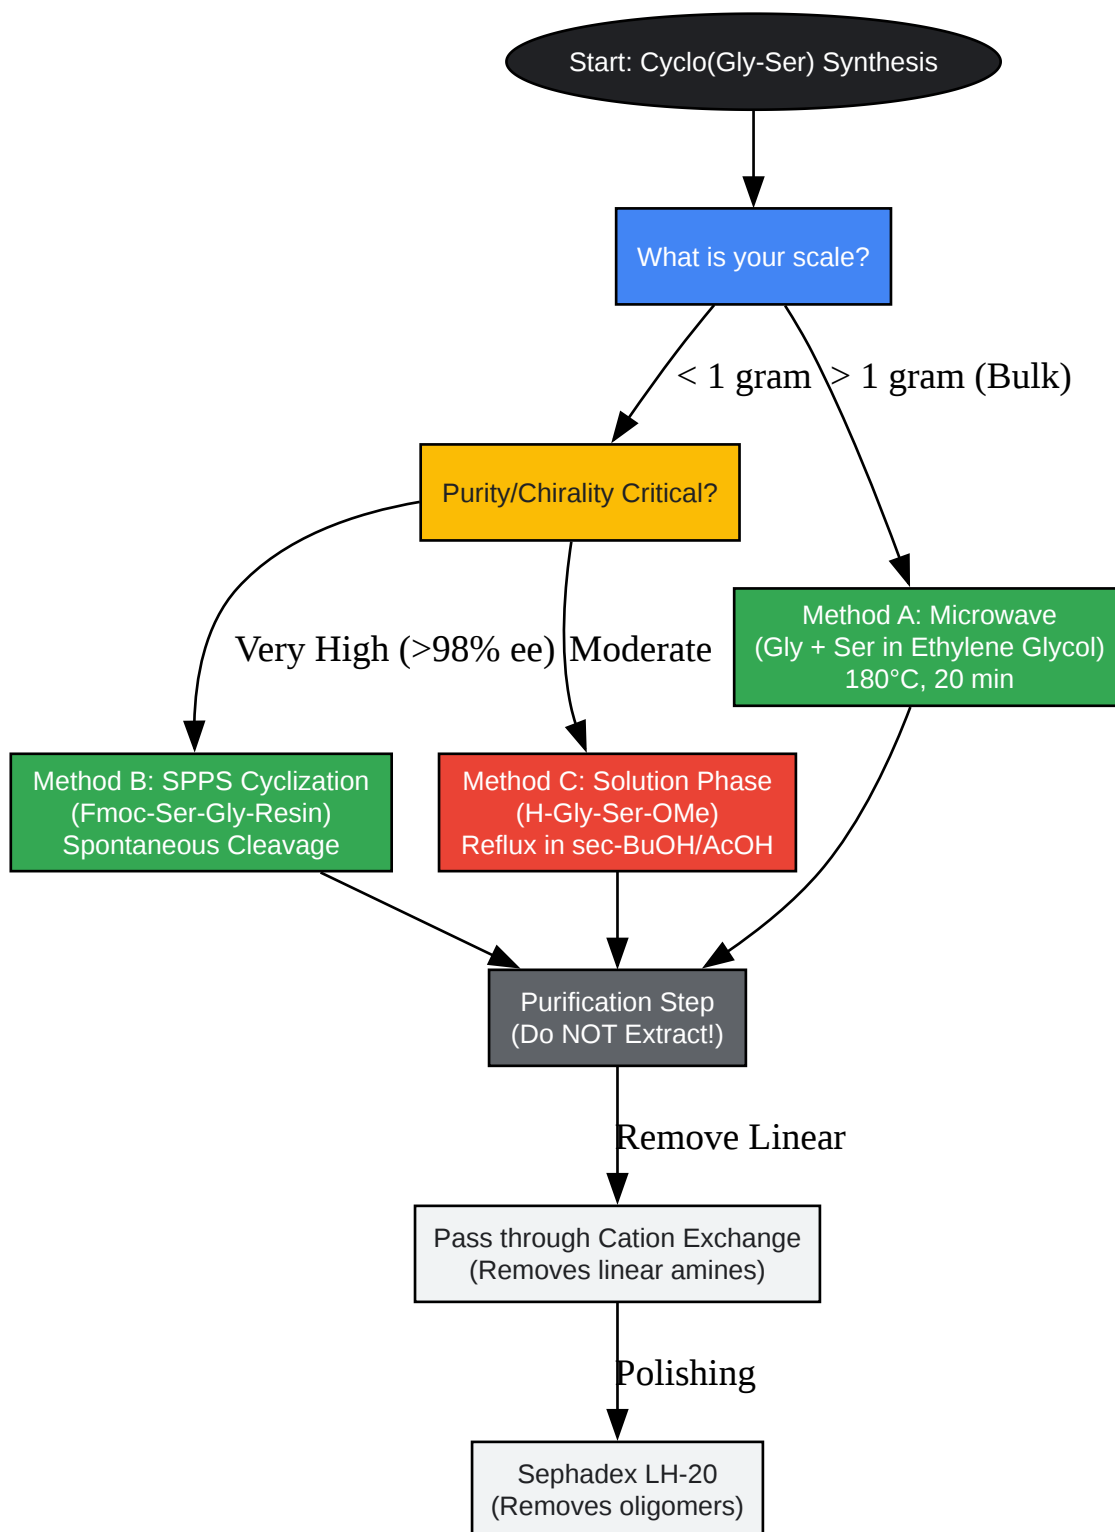 Start: Cyclo(Gly-Ser) Synthesis
What is your scale?
< 1 gram
> 1 gram (Bulk)
Purity/Chirality Critical?
Method A: Microwave
(Gly + Ser in Ethylene Glycol)
180°C, 20 min
Very High (>98% ee)
Moderate
Method B: SPPS Cyclization
(Fmoc-Ser-Gly-Resin)
Spontaneous Cleavage
Method C: Solution Phase
(H-Gly-Ser-OMe)
Reflux in sec-BuOH/AcOH
Purification Step
(Do NOT Extract!)
Remove Linear
Pass through Cation Exchange
(Removes linear amines)
Polishing
Sephadex LH-20
(Removes oligomers)